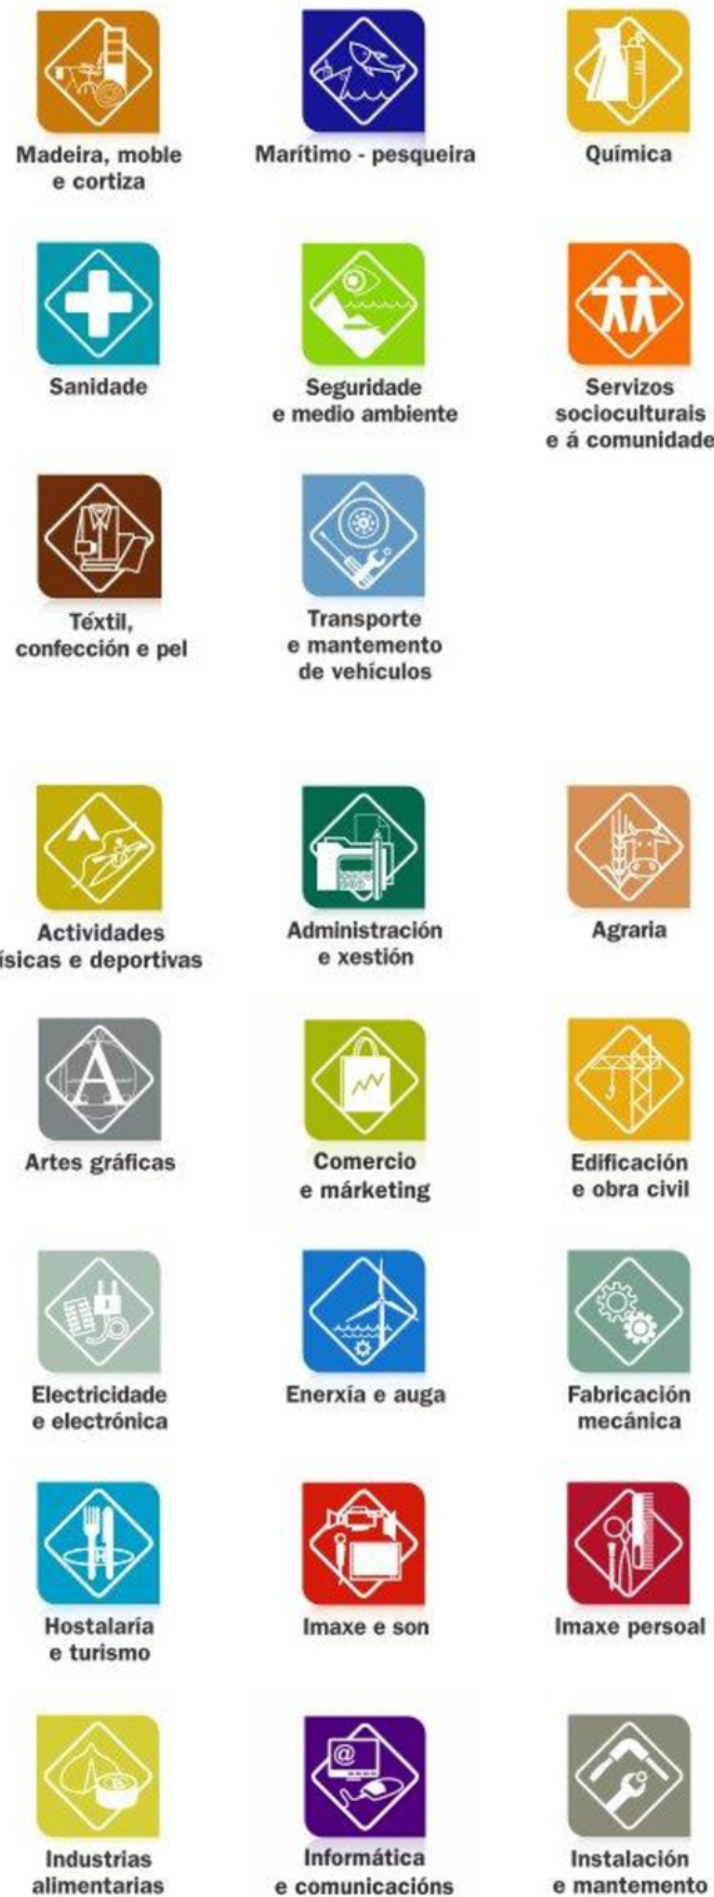 Madeira, moble
e cortiza
Marítimo - pesqueira
Química
Sanidade
Seguridade
e medio ambiente
Servizos
socioculturais
e á comunidade
Téxtil,
confección e pel
Transporte
e mantemento
de vehículos
Actividades
ísicas e deportivas
Administración
e xestión
Agraria
A
Artes gráficas
Comercio
e márketing
Edificación
e obra civil
Electricidade
e electrónica
Enerxía e auga
Fabricación
mecánica
Hostalaría
e turismo
Imaxe e son
Imaxe persoal
Industrias
alimentarias
@
Informática
e comunicacións
Instalación
e mantemento